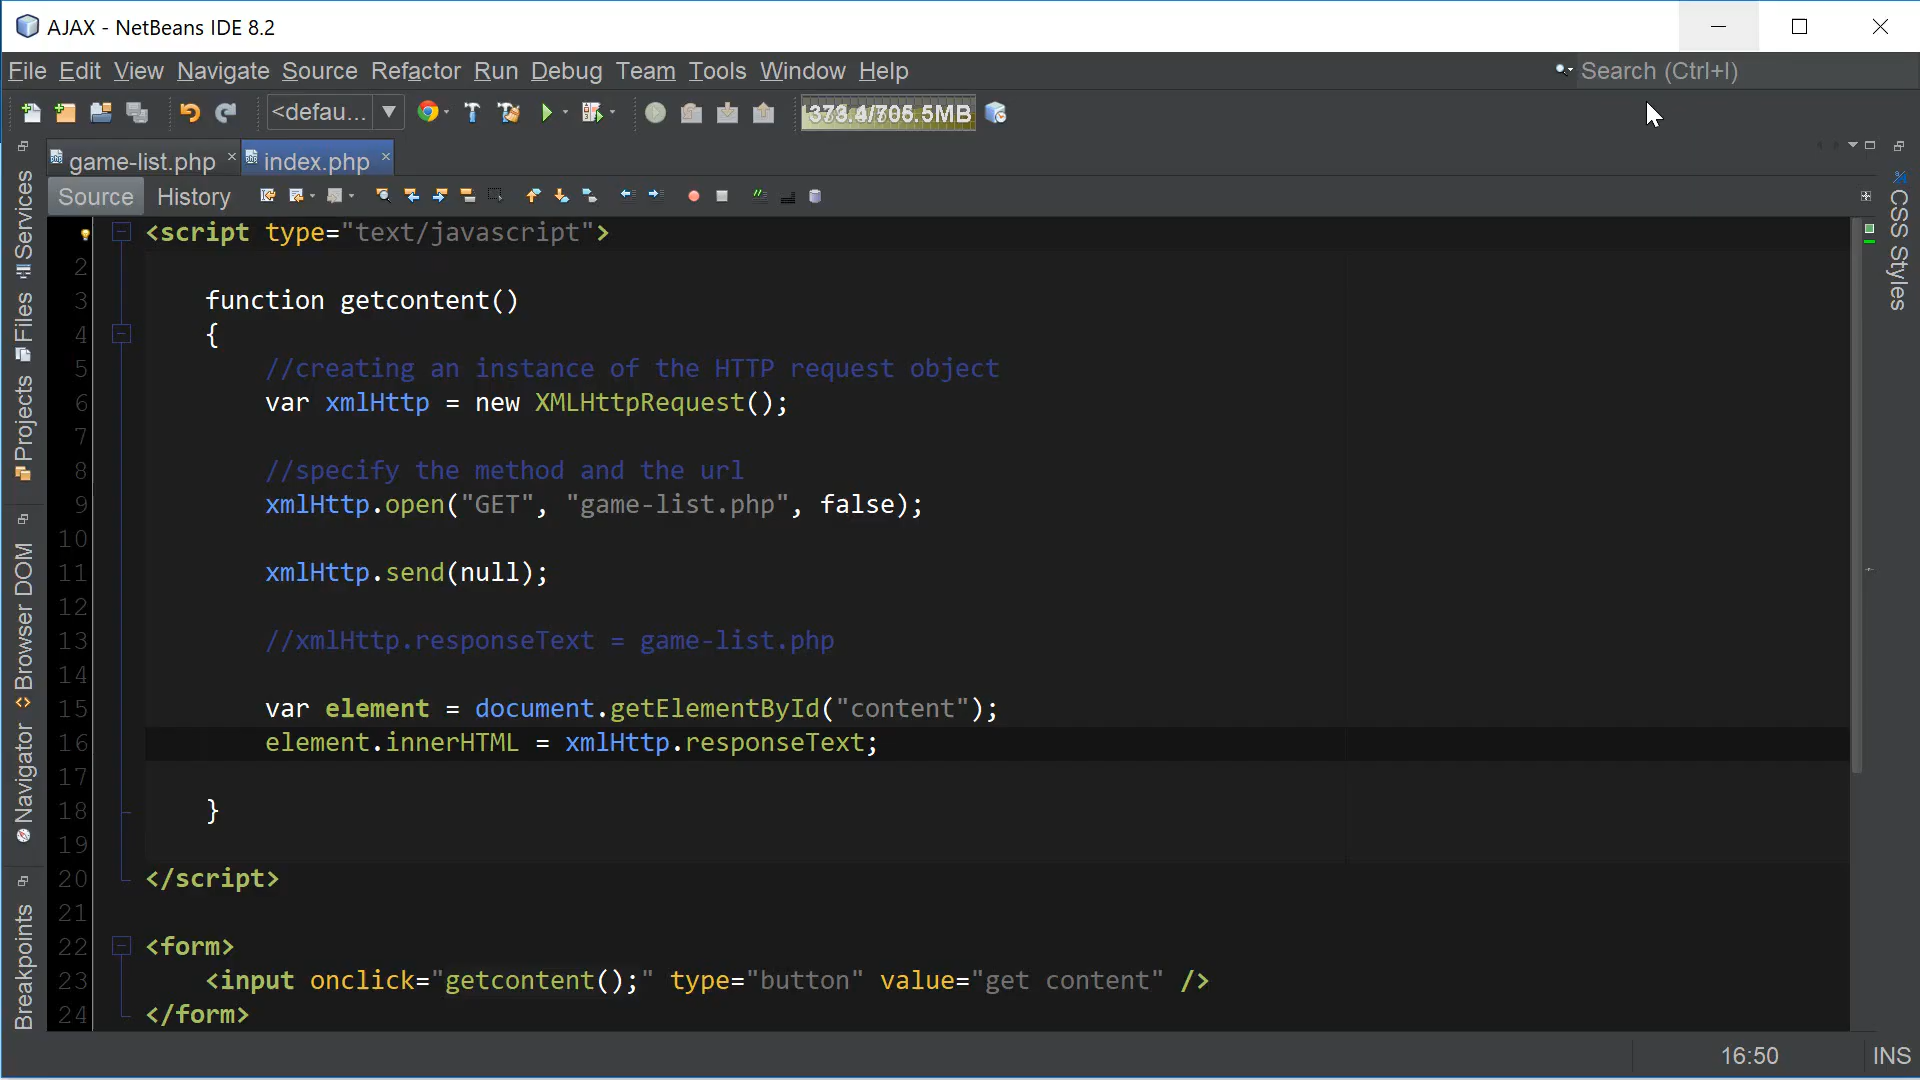 AJAX - NetBeans IDE 8.2
File Edit View Navigate Source Refactor Run Debug Team Tools Window Help
Search (Ctrl+I)
<defau...
373.4/706.5MB
game-list.php
index.php
Source History
Services
Files
Projects
Browser DOM
Navigator
Breakpoints
CSS Styles
<script type="text/javascript">
2
3 function getcontent()
4 {
5 //creating an instance of the HTTP request object
6 var xmlHttp = new XMLHttpRequest();
7
8 //specify the method and the url
9 xmlHttp.open("GET", "game-list.php", false);
10
11 xmlHttp.send(null);
12
13 //xmlHttp.responseText = game-list.php
14
15 var element = document.getElementById("content");
16 element.innerHTML = xmlHttp.responseText;
17
18 }
19
20 </script>
21
22 <form>
23 <input onclick="getcontent();" type="button" value="get content" />
24 </form>
16:50
INS